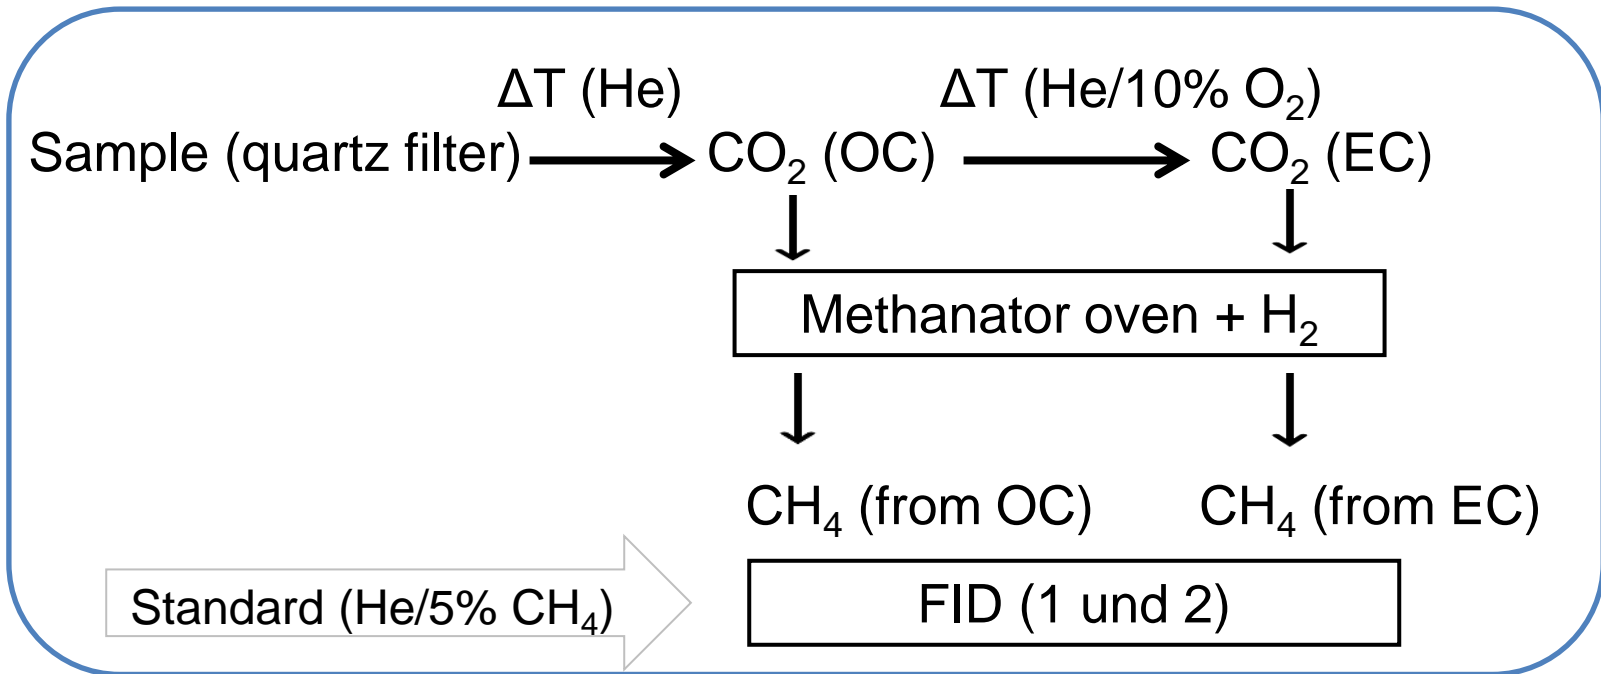 ΔT (He) ΔT (He/10% O₂)
Sample (quartz filter) CO₂ (OC) CO₂ (EC)
Methanator oven + H₂
CH₄ (from OC) CH₄ (from EC)
Standard (He/5% CH₄) FID (1 und 2)